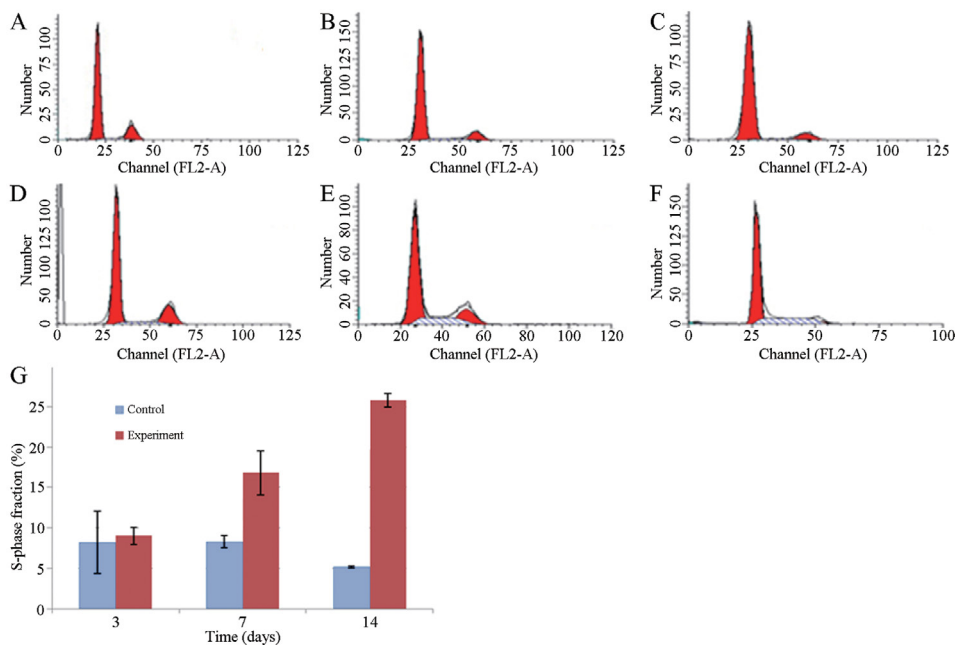 A
Number
0 25 50 75 100
0 25 50 75 100 125
Channel (FL2-A)
B
Number
0 50 100 125 150
0 25 50 75 100 125
Channel (FL2-A)
C
Number
0 25 50 75 100
0 25 50 75 100 125
Channel (FL2-A)
D
Number
0 50 100 125 150
0 25 50 75 100 125
Channel (FL2-A)
E
Number
0 20 40 60 80 100
0 20 40 60 80 100 120
Channel (FL2-A)
F
Number
0 50 100 125 150
0 25 50 75 100
Channel (FL2-A)
G
Control
Experiment
S-phase fraction (%)
0 5 10 15 20 25
3 7 14
Time (days)